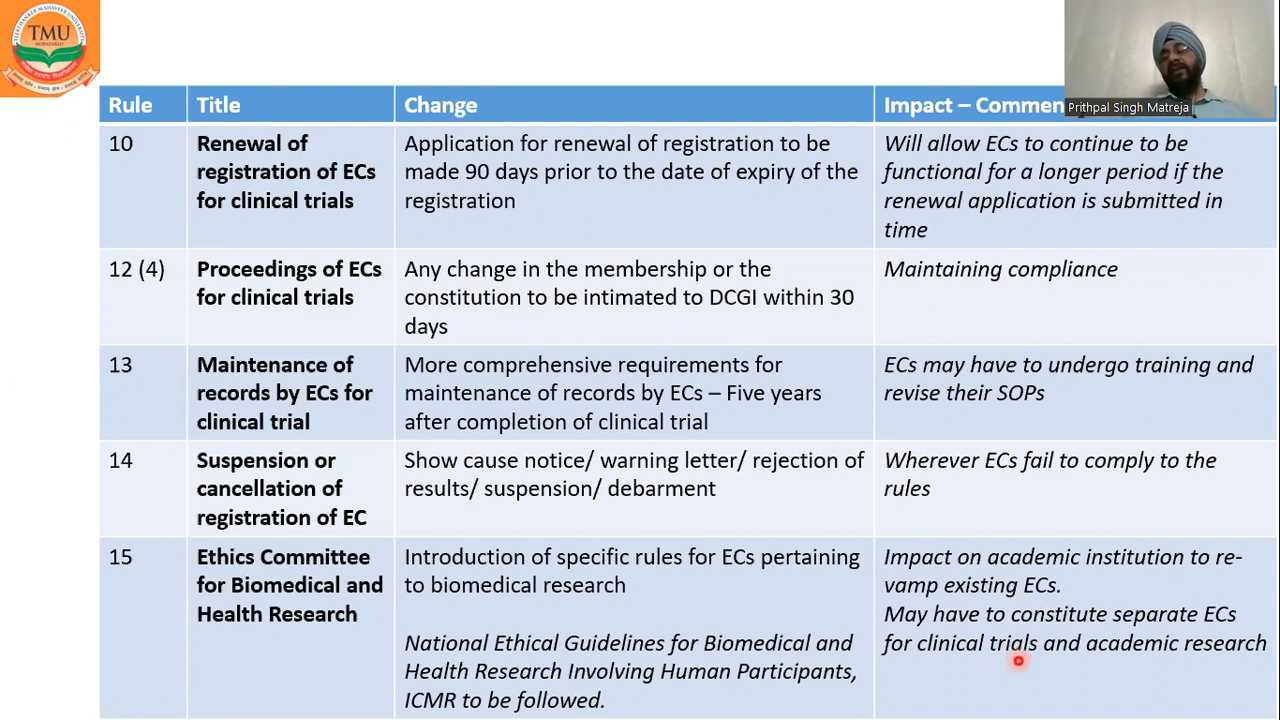 TMU
MORADABAD
Prithpal Singh Matreja
Rule
Title
Change
Impact – Commen
10
Renewal of
registration of ECs
for clinical trials
Application for renewal of registration to be
made 90 days prior to the date of expiry of the
registration
Will allow ECs to continue to be
functional for a longer period if the
renewal application is submitted in
time
12 (4)
Proceedings of ECs
for clinical trials
Any change in the membership or the
constitution to be intimated to DCGI within 30
days
Maintaining compliance
13
Maintenance of
records by ECs for
clinical trial
More comprehensive requirements for
maintenance of records by ECs – Five years
after completion of clinical trial
ECs may have to undergo training and
revise their SOPs
14
Suspension or
cancellation of
registration of EC
Show cause notice/ warning letter/ rejection of
results/ suspension/ debarment
Wherever ECs fail to comply to the
rules
15
Ethics Committee
for Biomedical and
Health Research
Introduction of specific rules for ECs pertaining
to biomedical research
National Ethical Guidelines for Biomedical and
Health Research Involving Human Participants,
ICMR to be followed.
Impact on academic institution to re-
vamp existing ECs.
May have to constitute separate ECs
for clinical trials and academic research